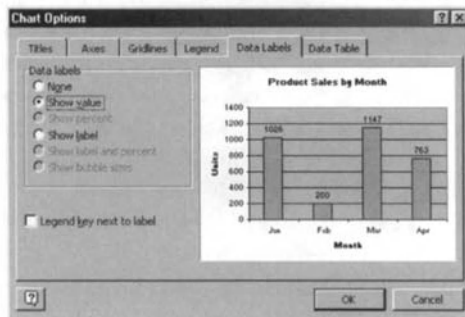 Chart Options
Titles Axes Gridlines Legend Data Labels Data Table
Data labels
None
Show value
Show percent
Show label
Show label and percent
Show bubble sizes
Legend key next to label
Product Sales by Month
Units
1400
1200
1000
800
600
400
200
0
1026
200
1147
763
Jan Feb Mar Apr
Month
OK Cancel